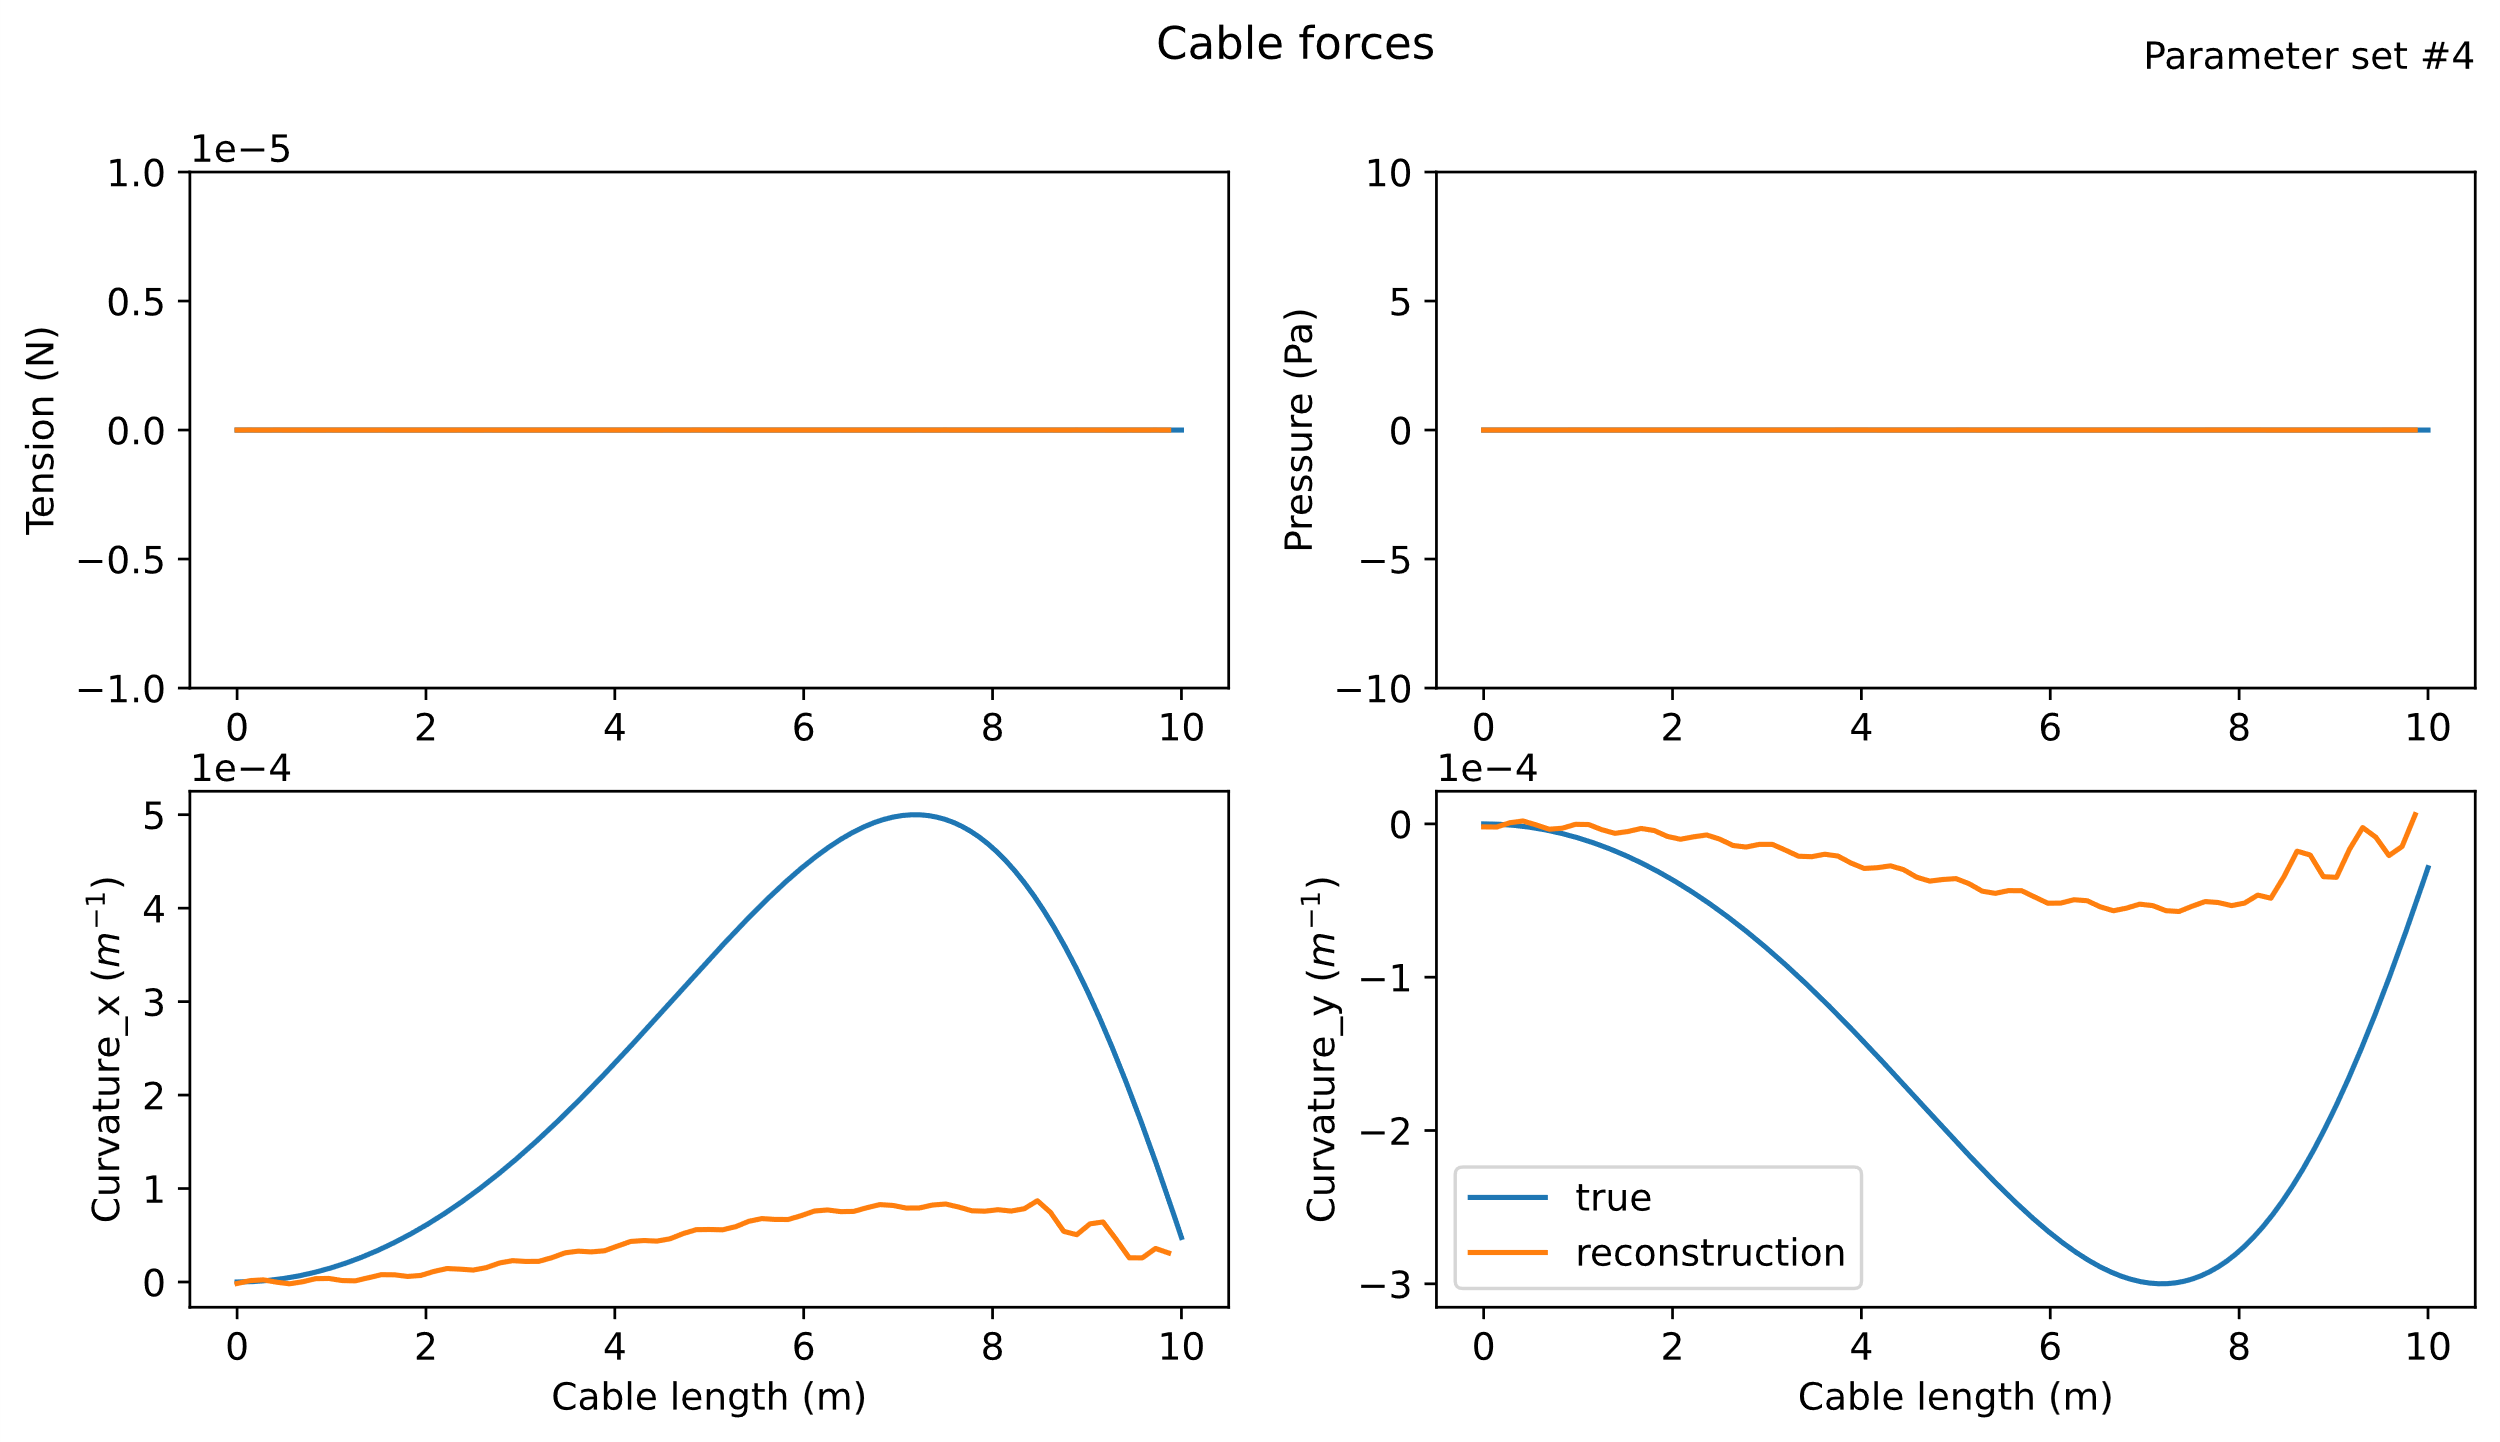 Cable forces
Parameter set #4
1e−5
1.0
0.5
0.0
−0.5
−1.0
Tension (N)
0 2 4 6 8 10
10
5
0
−5
−10
Pressure (Pa)
0 2 4 6 8 10
1e−4
5
4
3
2
1
0
Curvature_x (m⁻¹)
0 2 4 6 8 10
Cable length (m)
1e−4
0
−1
−2
−3
Curvature_y (m⁻¹)
true
reconstruction
0 2 4 6 8 10
Cable length (m)